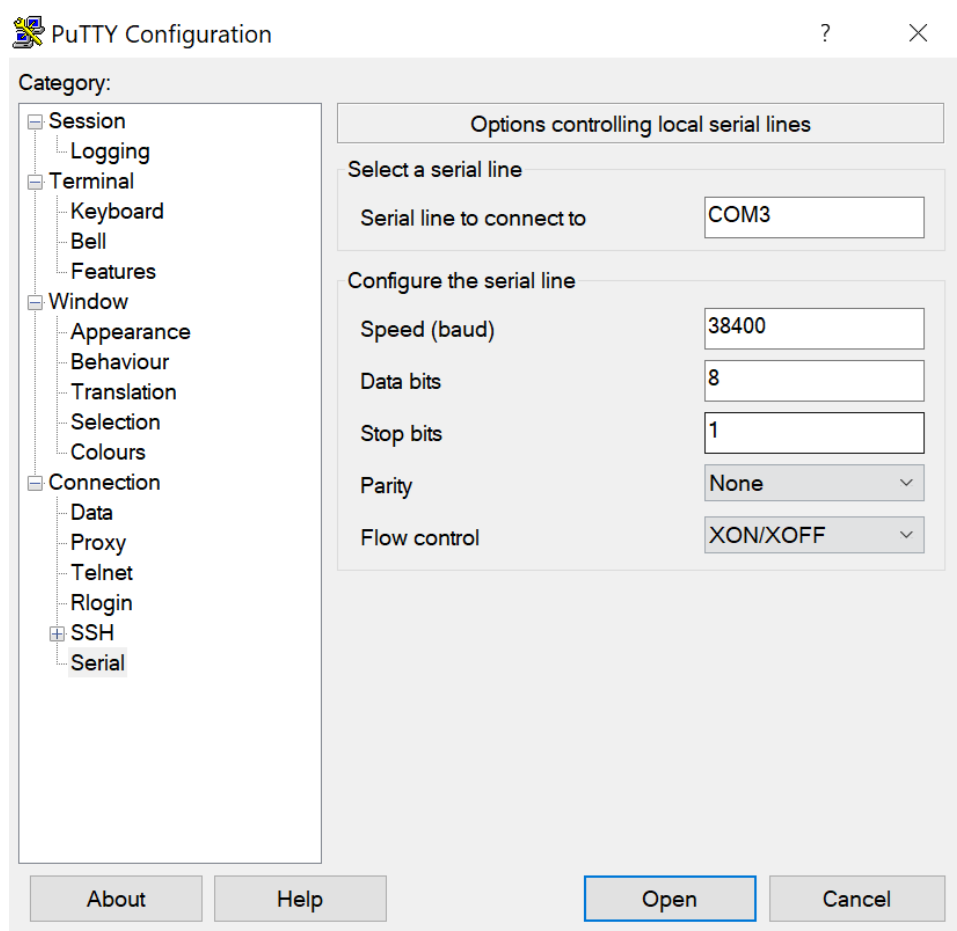 PuTTY Configuration
?
Category:
Session
Logging
Terminal
Keyboard
Bell
Features
Window
Appearance
Behaviour
Translation
Selection
Colours
Connection
Data
Proxy
Telnet
Rlogin
SSH
Serial
Options controlling local serial lines
Select a serial line
Serial line to connect to COM3
Configure the serial line
Speed (baud) 38400
Data bits 8
Stop bits 1
Parity None
Flow control XON/XOFF
About Help Open Cancel